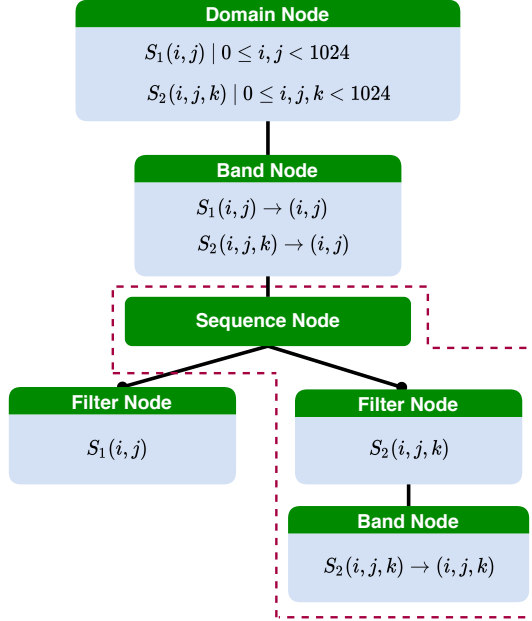 Domain Node
S₁(i, j) | 0 ≤ i, j < 1024
S₂(i, j, k) | 0 ≤ i, j, k < 1024
Band Node
S₁(i, j) → (i, j)
S₂(i, j, k) → (i, j)
Sequence Node
Filter Node
S₁(i, j)
Filter Node
S₂(i, j, k)
Band Node
S₂(i, j, k) → (i, j, k)